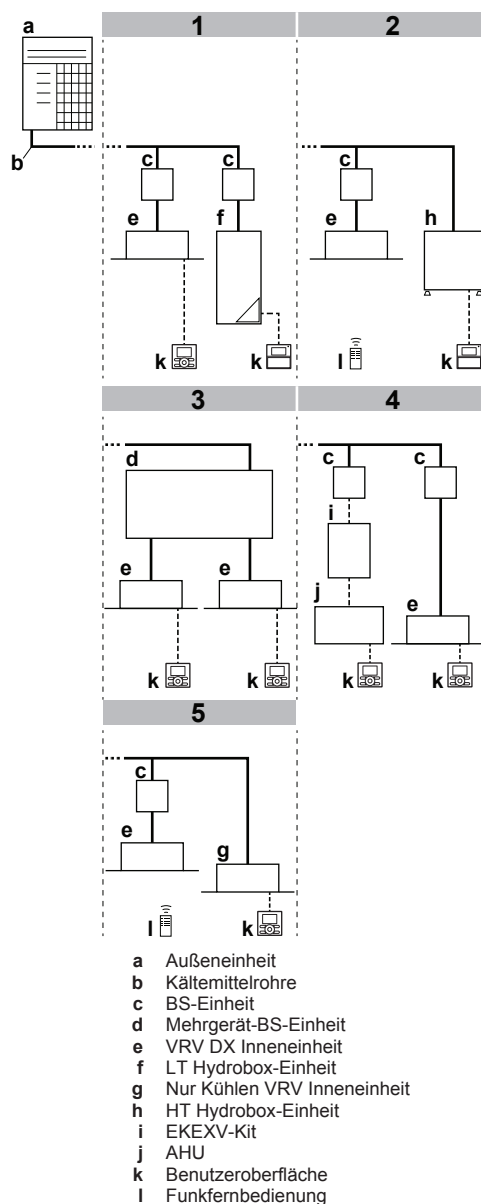 a
1
2
b
c
c
c
e
f
e
h
k
k
l
k
3
4
d
c
c
i
e
e
j
e
k
k
k
k
5
c
e
g
l
k
a Außeneinheit
b Kältemittelrohre
c BS-Einheit
d Mehrgerät-BS-Einheit
e VRV DX Inneneinheit
f LT Hydrobox-Einheit
g Nur Kühlen VRV Inneneinheit
h HT Hydrobox-Einheit
i EKEXV-Kit
j AHU
k Benutzeroberfläche
l Funkfernbedienung